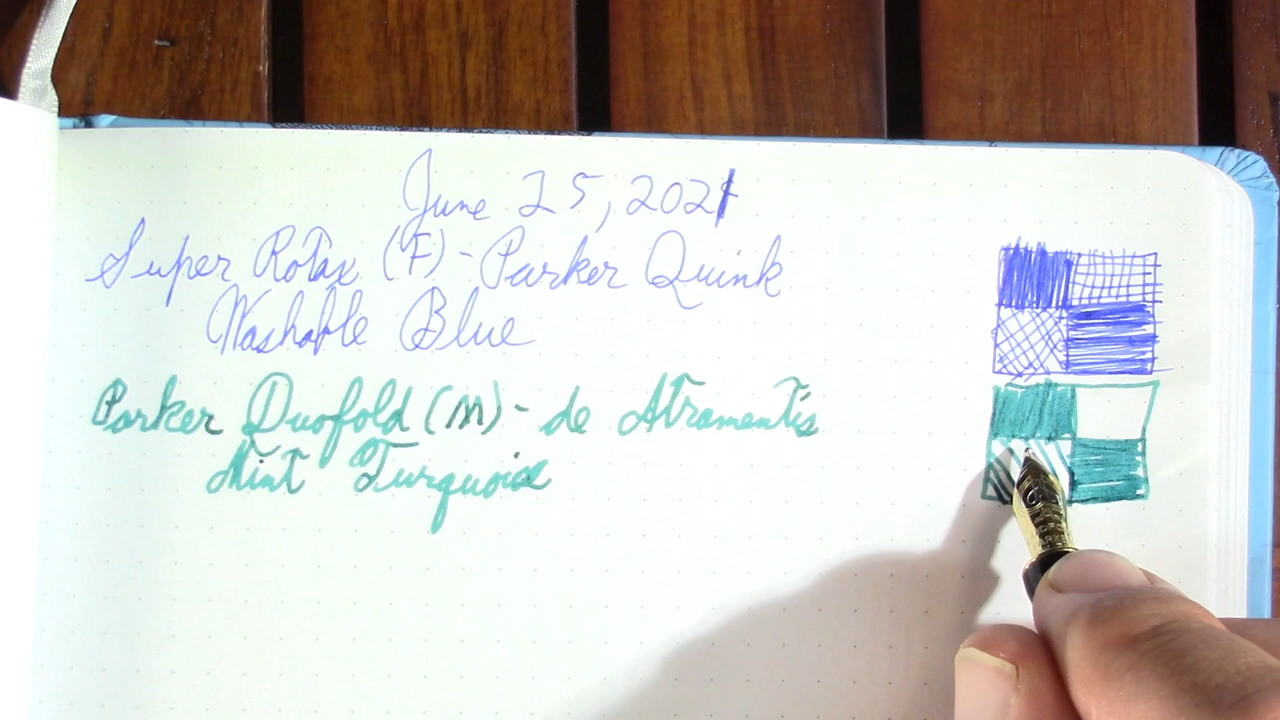 June 25, 2021
Super Rotax (F) - Parker Quink
Washable Blue
Parker Duofold (M) - de Atramentis
Mint Turquoise